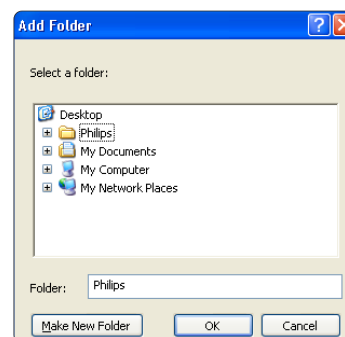 Add Folder
Select a folder:
Desktop
Philips
My Documents
My Computer
My Network Places
Folder: Philips
Make New Folder OK Cancel